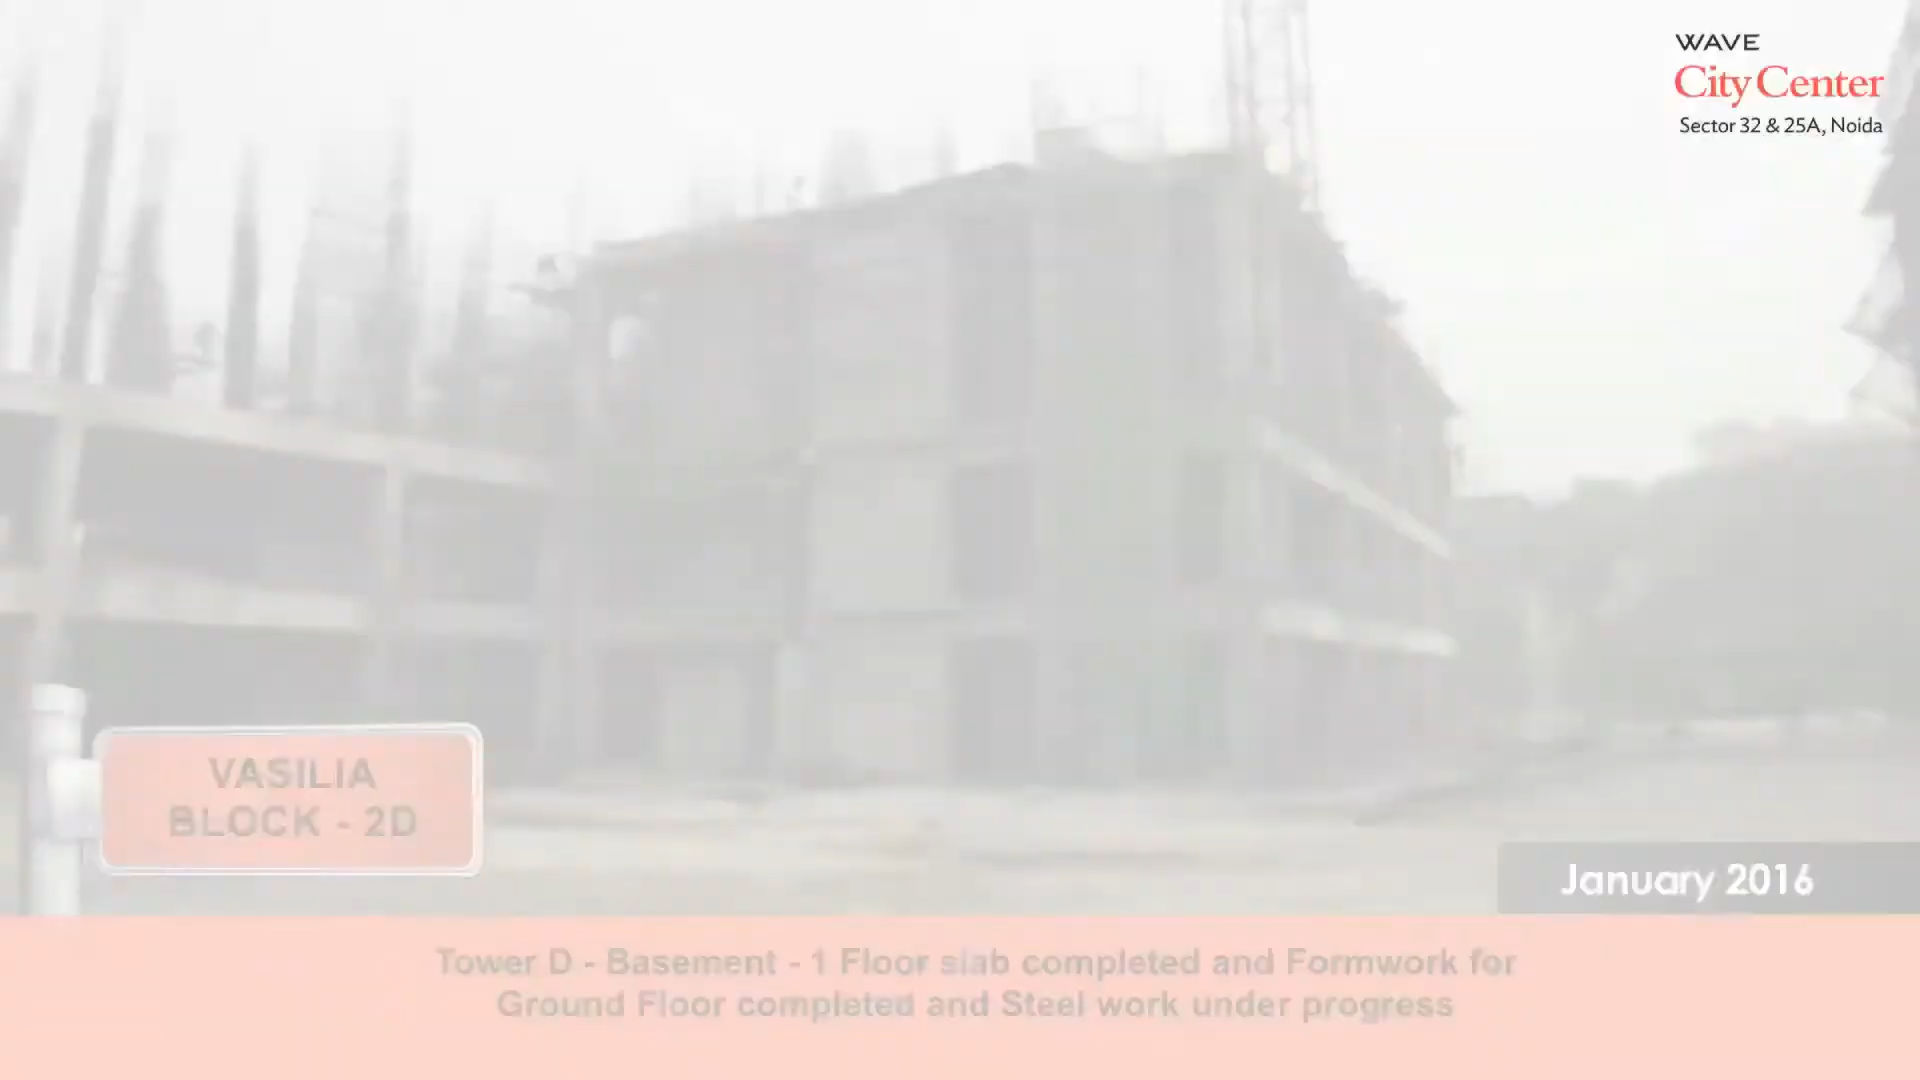 WAVE
City Center
Sector 32 & 25A, Noida
VASILIA
BLOCK - 2D
January 2016
Tower D - Basement - 1 Floor slab completed and Formwork for
Ground Floor completed and Steel work under progress